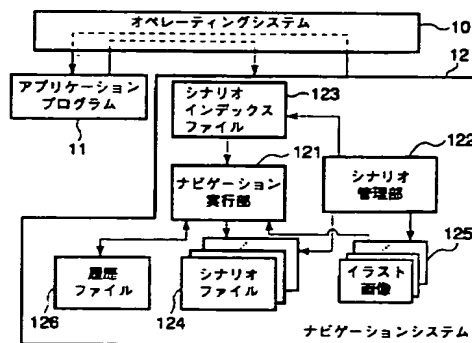 オペレーティングシステム
10
12
アプリケーション
プログラム
11
シナリオ
インデックス
ファイル
123
121
122
ナビゲーション
実行部
シナリオ
管理部
125
履歴
ファイル
126
シナリオ
ファイル
124
イラスト
画像
ナビゲーションシステム